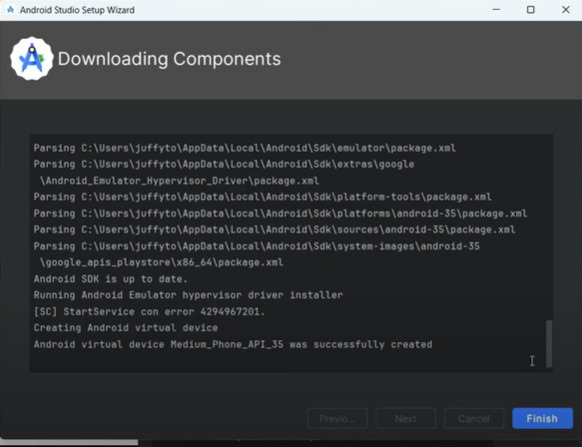 Android Studio Setup Wizard
Downloading Components
Parsing C:\Users\juffyto\AppData\Local\Android\Sdk\emulator\package.xml
Parsing C:\Users\juffyto\AppData\Local\Android\Sdk\extras\google
\Android_Emulator_Hypervisor_Driver\package.xml
Parsing C:\Users\juffyto\AppData\Local\Android\Sdk\platform-tools\package.xml
Parsing C:\Users\juffyto\AppData\Local\Android\Sdk\platforms\android-35\package.xml
Parsing C:\Users\juffyto\AppData\Local\Android\Sdk\sources\android-35\package.xml
Parsing C:\Users\juffyto\AppData\Local\Android\Sdk\system-images\android-35
\google_apis_playstore\x86_64\package.xml
Android SDK is up to date.
Running Android Emulator hypervisor driver installer
[SC] StartService con error 4294967201.
Creating Android virtual device
Android virtual device Medium_Phone_API_35 was successfully created
Previo... Next Cancel Finish